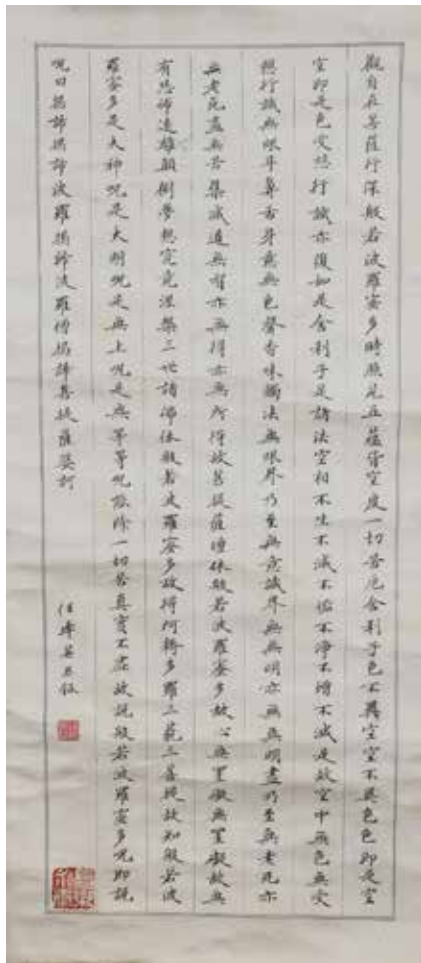 觀自在菩薩行深般若波羅蜜多時照見五蘊皆空度一切苦厄舍利子色不異空空不異色色即是空
空即是色受想行識亦復如是舍利子是諸法空相不生不滅不垢不淨不增不減是故空中無色無受
想行識無眼耳鼻舌身意無色聲香味觸法無眼界乃至無意識界無無明亦無無明盡乃至無老死亦
無老死盡無苦集滅道無智亦無得亦無所得故菩提薩埵依般若波羅蜜多故心無罣礙無罣礙故無
有恐怖遠離顛倒夢想究竟涅槃三世諸佛依般若波羅蜜多故得阿耨多羅三藐三菩提故知般若波
羅蜜多是大神咒是大明咒是無上咒是無等等咒能除一切苦真實不虛故說般若波羅蜜多咒即說
咒曰揭諦揭諦波羅揭諦波羅僧揭諦菩提薩婆訶